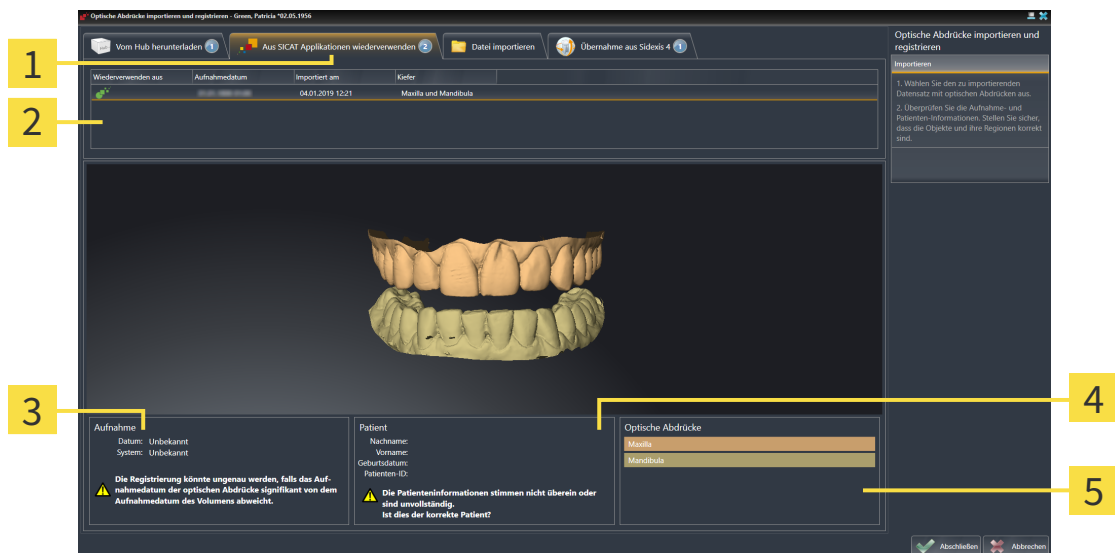 Optische Abdrücke importieren und registrieren - Green, Patricia *02.05.1956
Vom Hub herunterladen 1
Aus SICAT Applikationen wiederverwenden 2
Datei importieren
Übernahme aus Sidexis 4 1
Optische Abdrücke importieren und
registrieren
Importieren
1. Wählen Sie den zu importierenden
Datensatz mit optischen Abdrücken aus.
2. Überprüfen Sie die Aufnahme- und
Patienten-Informationen. Stellen Sie sicher,
dass die Objekte und ihre Regionen korrekt
sind.
Wiederverwenden aus Aufnahmedatum Importiert am Kiefer
04.01.2019 12:21 Maxilla und Mandibula
1
2
3
4
5
Aufnahme
Datum: Unbekannt
System: Unbekannt
Die Registrierung könnte ungenau werden, falls das Auf-
nahmedatum der optischen Abdrücke signifikant von dem
Aufnahmedatum des Volumens abweicht.
Patient
Nachname:
Vorname:
Geburtsdatum:
Patienten-ID:
Die Patienteninformationen stimmen nicht überein oder
sind unvollständig.
Ist dies der korrekte Patient?
Optische Abdrücke
Maxilla
Mandibula
Abschließen
Abbrechen